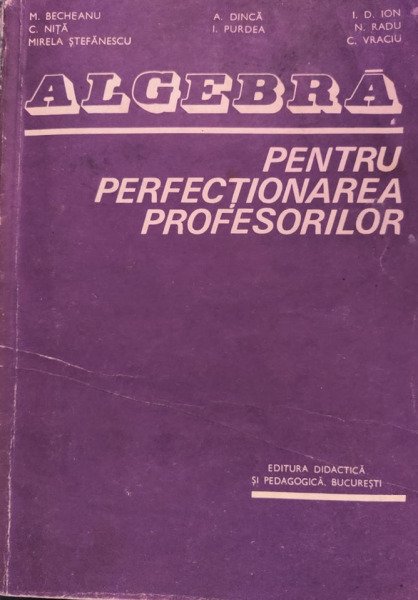 M. BECHEANU A. DINCĂ I. D. ION
C. NIȚĂ I. PURDEA N. RADU
MIRELA ȘTEFĂNESCU C. VRACIU
ALGEBRĂ
PENTRU
PERFECȚIONAREA
PROFESORILOR
EDITURA DIDACTICĂ
ȘI PEDAGOGICĂ, BUCUREȘTI